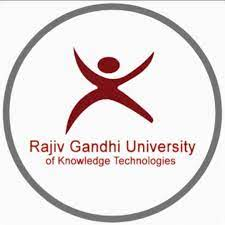 Rajiv Gandhi University
of Knowledge Technologies